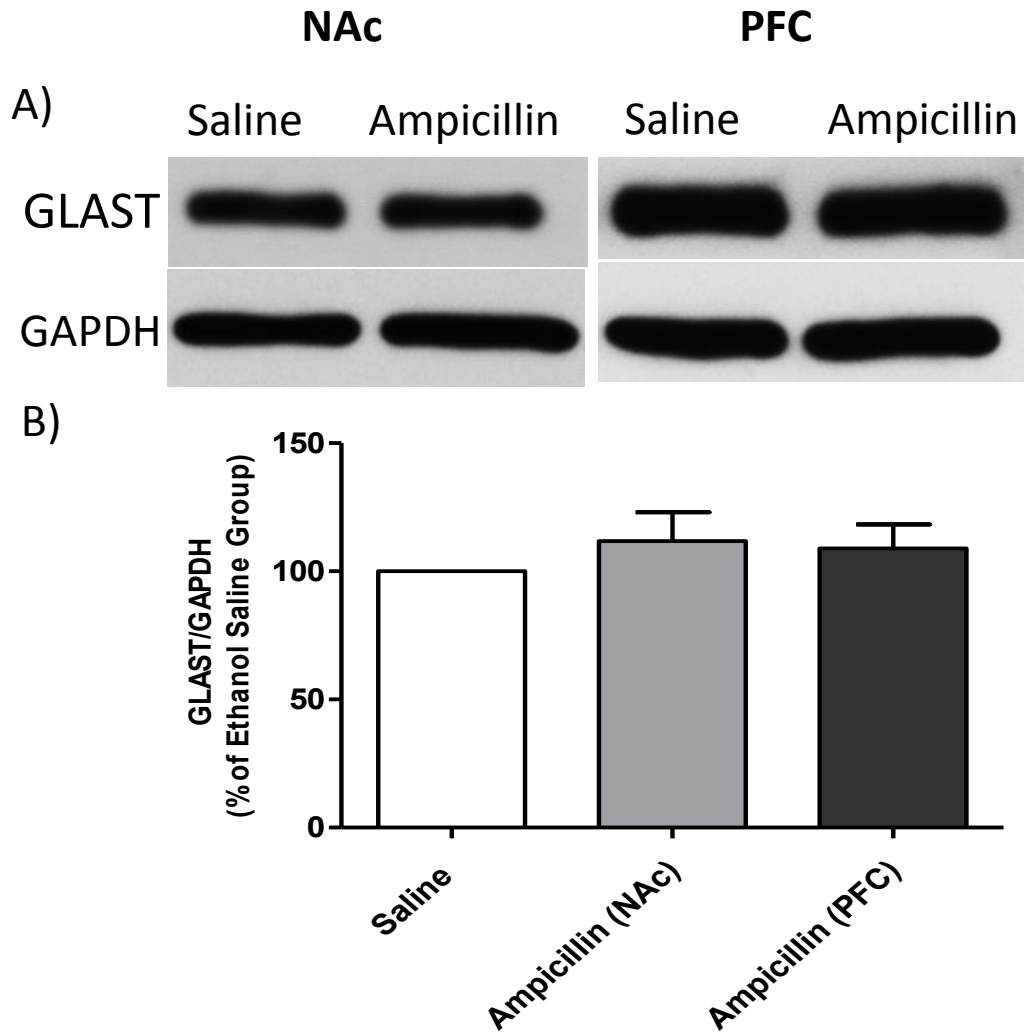 NAc PFC
A)
Saline Ampicillin Saline Ampicillin
GLAST
GAPDH
B)
150
100
50
0
GLAST/GAPDH
(% of Ethanol Saline Group)
Saline
Ampicillin (NAc)
Ampicillin (PFC)